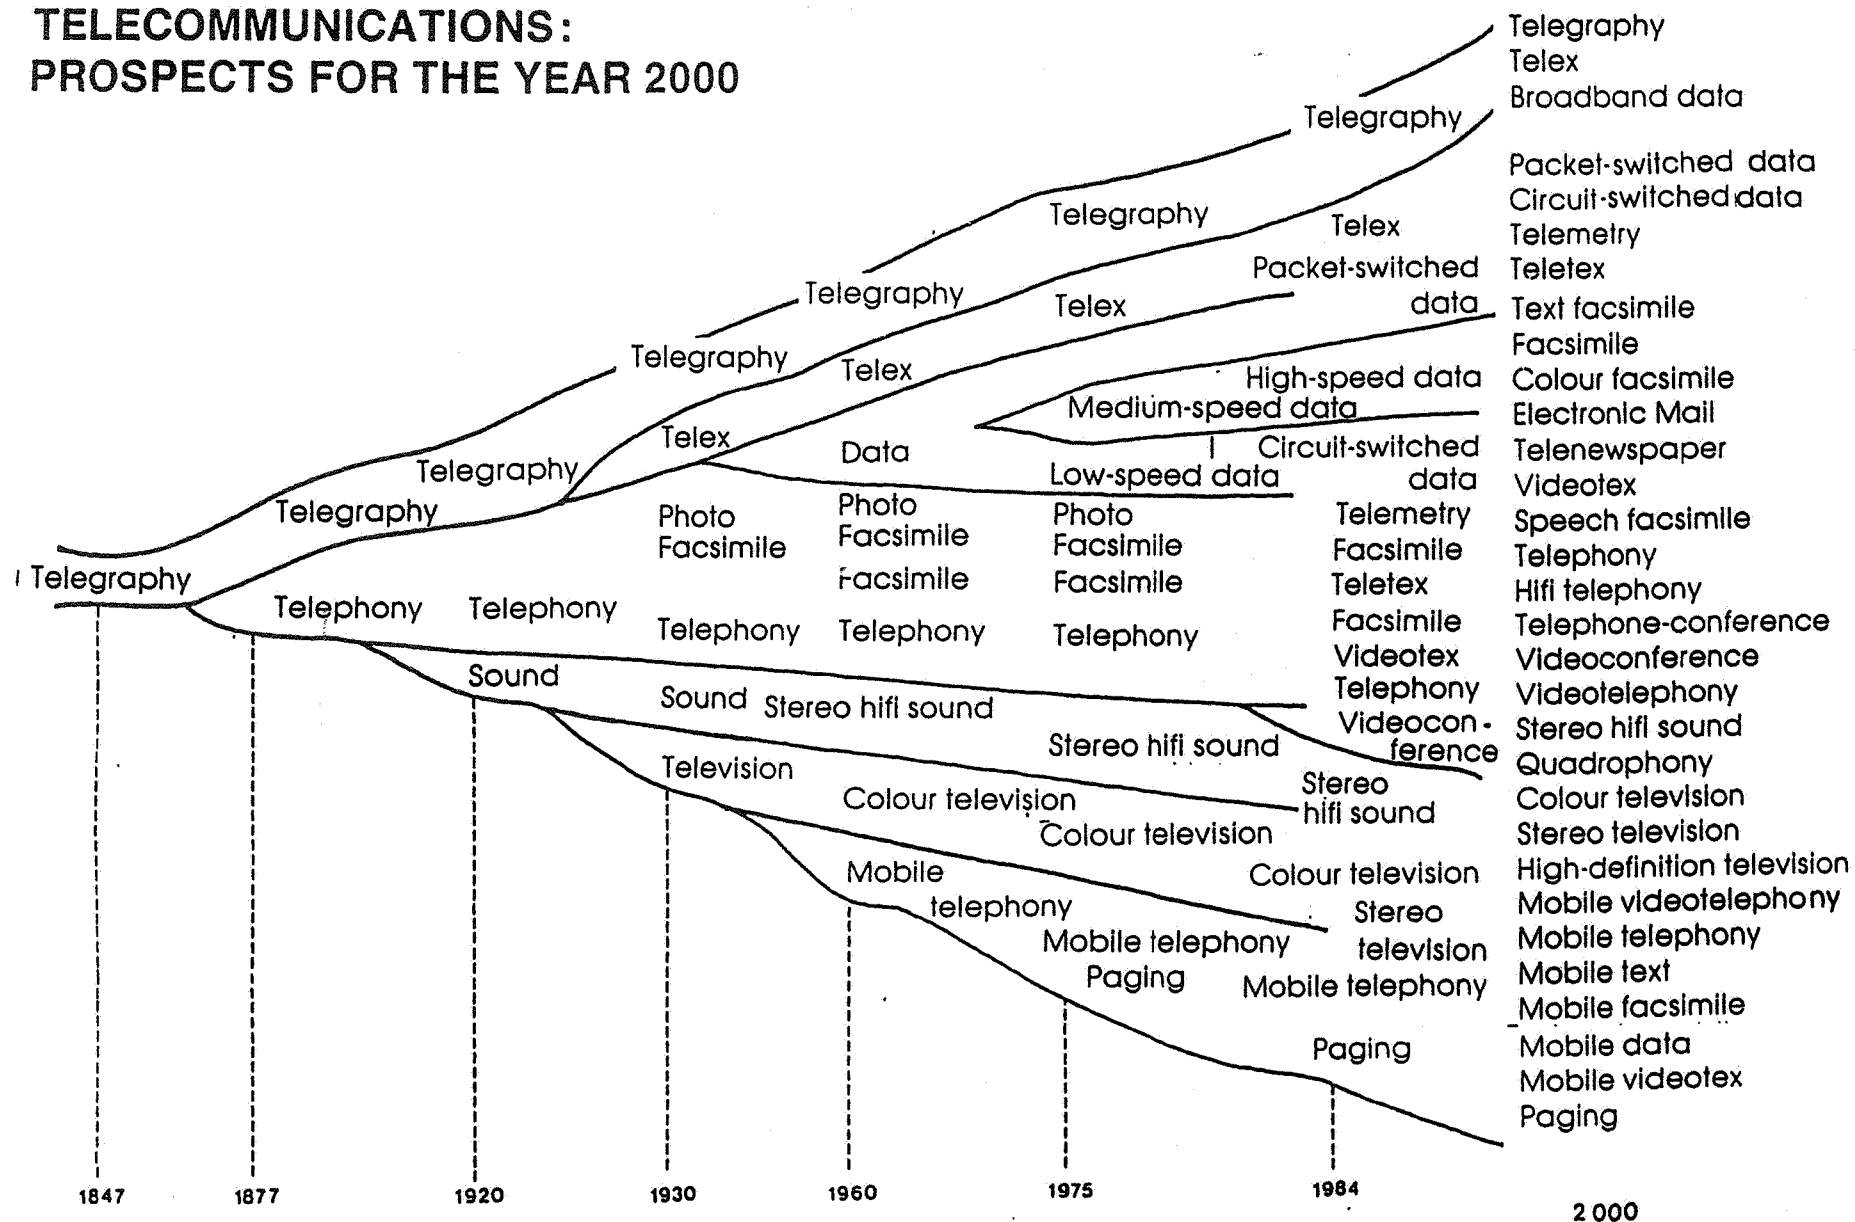 TELECOMMUNICATIONS:
PROSPECTS FOR THE YEAR 2000
Telegraphy
Telegraphy
Telephony
Telegraphy
Telephony
Sound
Telegraphy
Telex
Photo
Facsimile
Telephony
Sound
Television
Telegraphy
Telex
Data
Photo
Facsimile
Facsimile
Telephony
Stereo hifi sound
Colour television
Mobile
telephony
Telegraphy
Telex
Medium-speed data
Low-speed data
Photo
Facsimile
Facsimile
Telephony
Stereo hifi sound
Colour television
Mobile telephony
Paging
Telegraphy
Telex
Packet-switched
data
High-speed data
Circuit-switched
data
Telemetry
Facsimile
Teletex
Facsimile
Videotex
Telephony
Videocon-
ference
Stereo
hifi sound
Colour television
Stereo
television
Mobile telephony
Paging
Telegraphy
Telex
Broadband data
Packet-switched data
Circuit-switched data
Telemetry
Teletex
Text facsimile
Facsimile
Colour facsimile
Electronic Mail
Telenewspaper
Videotex
Speech facsimile
Telephony
Hifi telephony
Telephone-conference
Videoconference
Videotelephony
Stereo hifi sound
Quadrophony
Colour television
Stereo television
High-definition television
Mobile videotelephony
Mobile telephony
Mobile text
Mobile facsimile
Mobile data
Mobile videotex
Paging
1847
1877
1920
1930
1960
1975
1984
2000